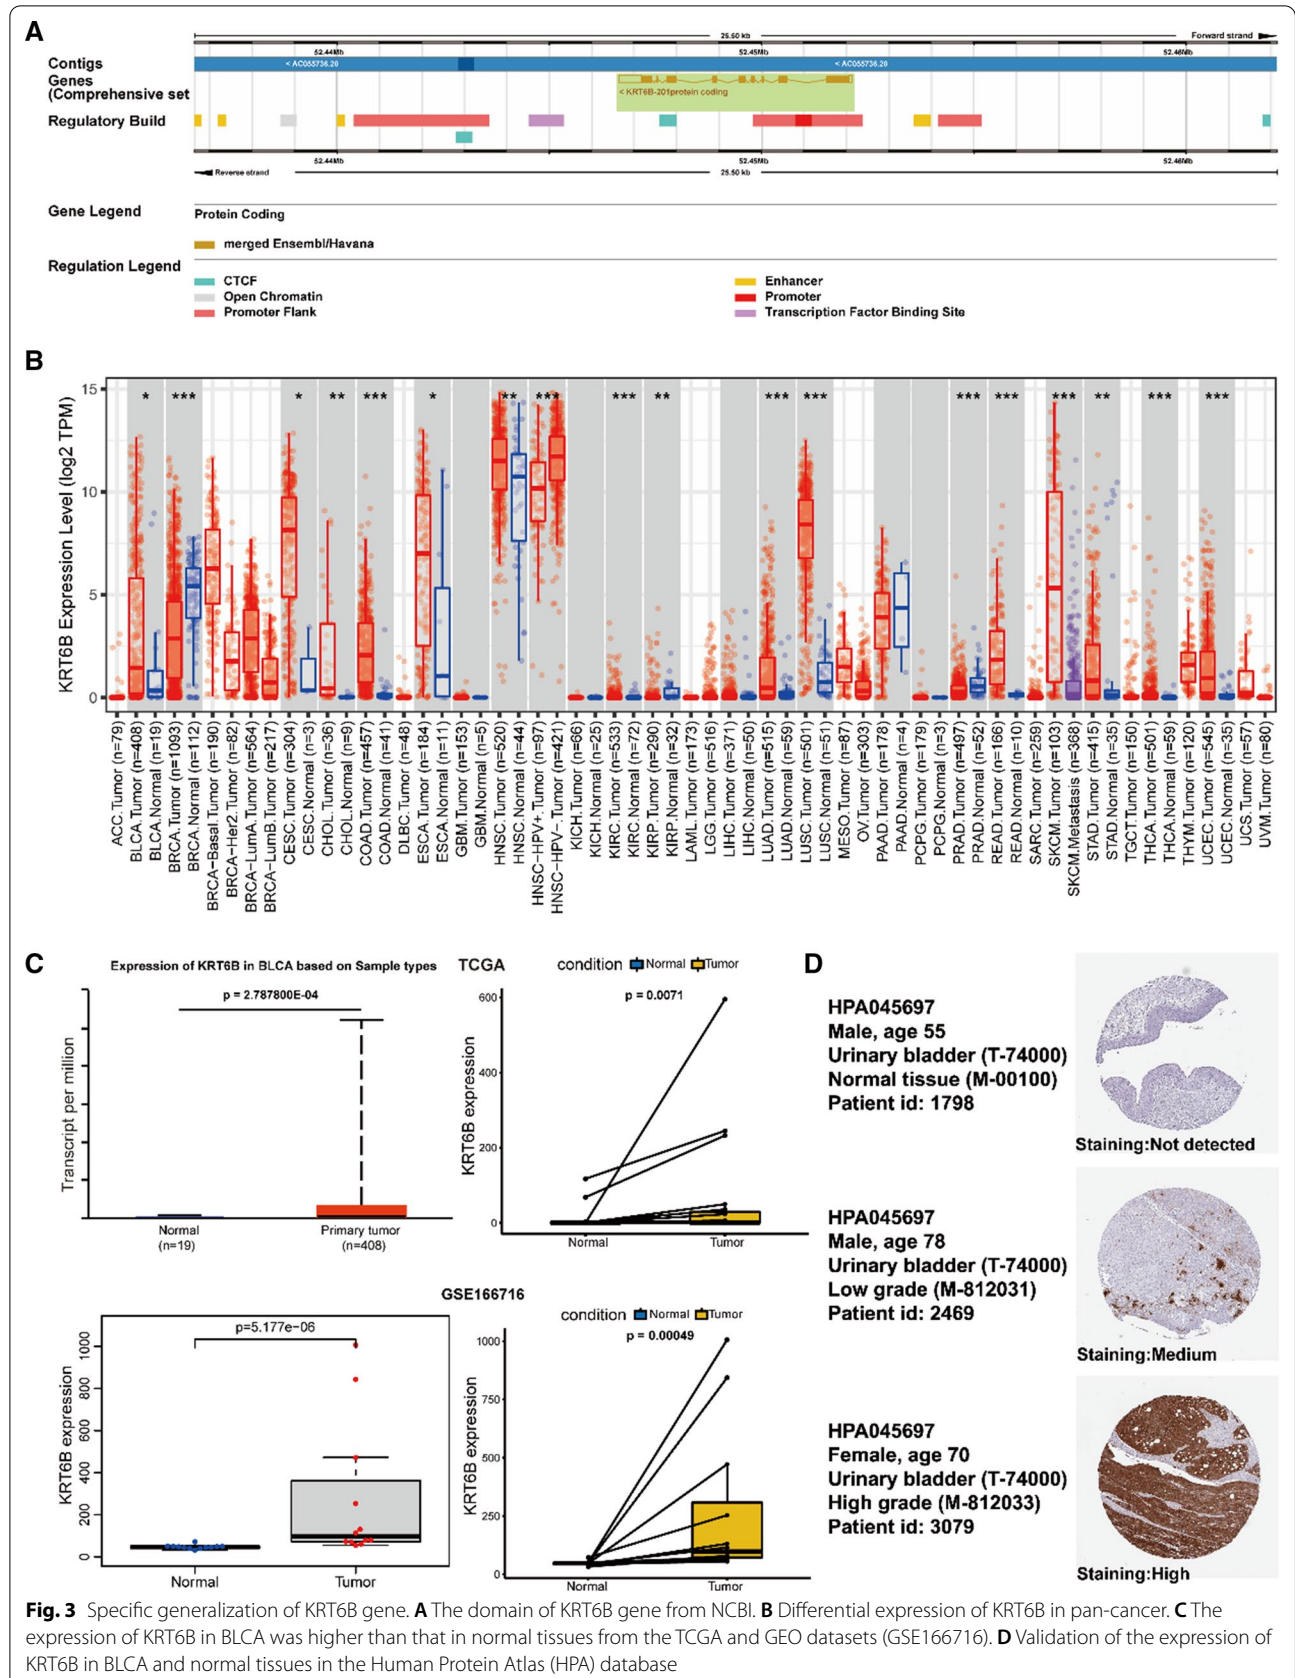 A
25.50 kb
Forward strand
52.44Mb 52.45Mb 52.46Mb
Contigs
< AC055736.20 < AC055736.20
Genes
(Comprehensive set
< KRT6B-201protein coding
Regulatory Build
52.44Mb 52.45Mb 52.46Mb
Reverse strand
25.50 kb
Gene Legend
Protein Coding
merged Ensembl/Havana
Regulation Legend
CTCF
Open Chromatin
Promoter Flank
Enhancer
Promoter
Transcription Factor Binding Site
B
KRT6B Expression Level (log2 TPM)
15
10
5
0
* *** * ** *** * ** *** *** ** *** *** *** *** *** ** *** ***
ACC.Tumor (n=79)
BLCA.Tumor (n=408)
BLCA.Normal (n=19)
BRCA.Tumor (n=1093)
BRCA.Normal (n=112)
BRCA-Basal.Tumor (n=190)
BRCA-Her2.Tumor (n=82)
BRCA-LumA.Tumor (n=564)
BRCA-LumB.Tumor (n=217)
CESC.Tumor (n=304)
CESC.Normal (n=3)
CHOL.Tumor (n=36)
CHOL.Normal (n=9)
COAD.Tumor (n=457)
COAD.Normal (n=41)
DLBC.Tumor (n=48)
ESCA.Tumor (n=184)
ESCA.Normal (n=11)
GBM.Tumor (n=153)
GBM.Normal (n=5)
HNSC.Tumor (n=520)
HNSC.Normal (n=44)
HNSC-HPV+.Tumor (n=97)
HNSC-HPV-.Tumor (n=421)
KICH.Tumor (n=66)
KICH.Normal (n=25)
KIRC.Tumor (n=533)
KIRC.Normal (n=72)
KIRP.Tumor (n=290)
KIRP.Normal (n=32)
LAML.Tumor (n=173)
LGG.Tumor (n=516)
LIHC.Tumor (n=371)
LIHC.Normal (n=50)
LUAD.Tumor (n=515)
LUAD.Normal (n=59)
LUSC.Tumor (n=501)
LUSC.Normal (n=51)
MESO.Tumor (n=87)
OV.Tumor (n=303)
PAAD.Tumor (n=178)
PAAD.Normal (n=4)
PCPG.Tumor (n=179)
PCPG.Normal (n=3)
PRAD.Tumor (n=497)
PRAD.Normal (n=52)
READ.Tumor (n=166)
READ.Normal (n=10)
SARC.Tumor (n=259)
SKCM.Tumor (n=103)
SKCM.Metastasis (n=368)
STAD.Tumor (n=415)
STAD.Normal (n=35)
TGCT.Tumor (n=150)
THCA.Tumor (n=501)
THCA.Normal (n=59)
THYM.Tumor (n=120)
UCEC.Tumor (n=545)
UCEC.Normal (n=35)
UCS.Tumor (n=57)
UVM.Tumor (n=80)
C
Expression of KRT6B in BLCA based on Sample types
TCGA
p = 2.787800E-04
Transcript per million
Normal
(n=19)
Primary tumor
(n=408)
condition Normal Tumor
p = 0.0071
KRT6B expression
600
400
200
0
Normal Tumor
GSE166716
p=5.177e-06
KRT6B expression
1000
800
600
400
200
0
Normal Tumor
condition Normal Tumor
p = 0.00049
KRT6B expression
1000
750
500
250
0
Normal Tumor
D
HPA045697
Male, age 55
Urinary bladder (T-74000)
Normal tissue (M-00100)
Patient id: 1798
Staining:Not detected
HPA045697
Male, age 78
Urinary bladder (T-74000)
Low grade (M-812031)
Patient id: 2469
Staining:Medium
HPA045697
Female, age 70
Urinary bladder (T-74000)
High grade (M-812033)
Patient id: 3079
Staining:High
Fig. 3 Specific generalization of KRT6B gene. A The domain of KRT6B gene from NCBI. B Differential expression of KRT6B in pan-cancer. C The
expression of KRT6B in BLCA was higher than that in normal tissues from the TCGA and GEO datasets (GSE166716). D Validation of the expression of
KRT6B in BLCA and normal tissues in the Human Protein Atlas (HPA) database